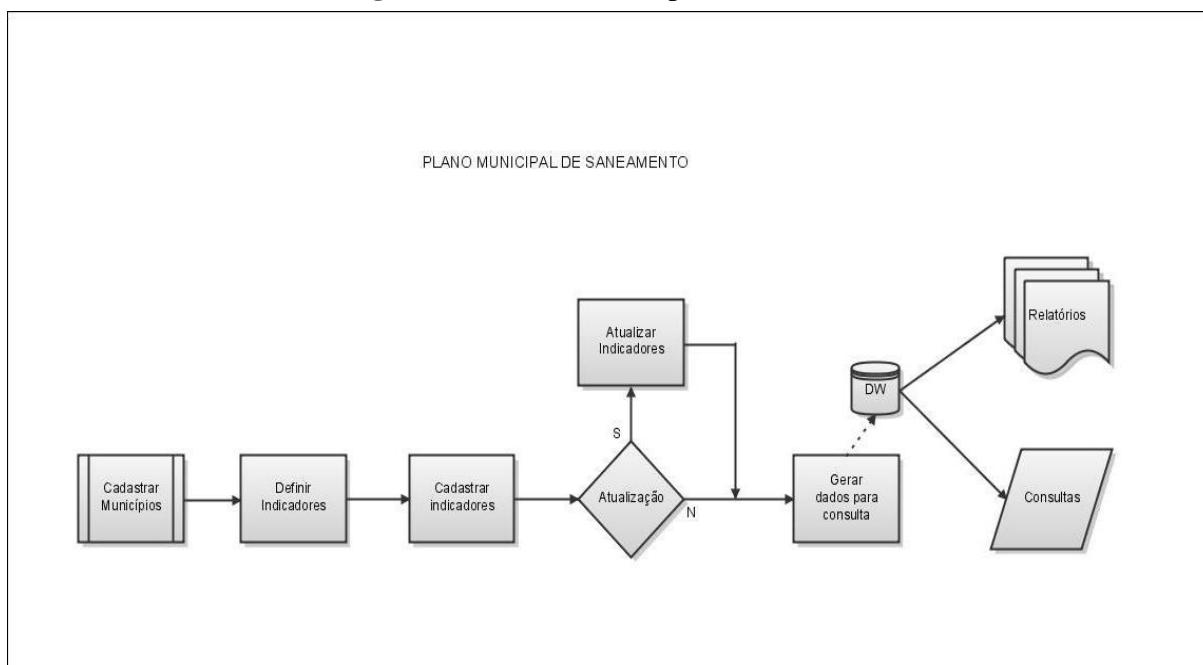 PLANO MUNICIPAL DE SANEAMENTO
Relatórios
Atualizar
Indicadores
DW
S
Cadastrar
Municípios
Definir
Indicadores
Cadastrar
indicadores
Atualização
N
Gerar
dados para
consulta
Consultas